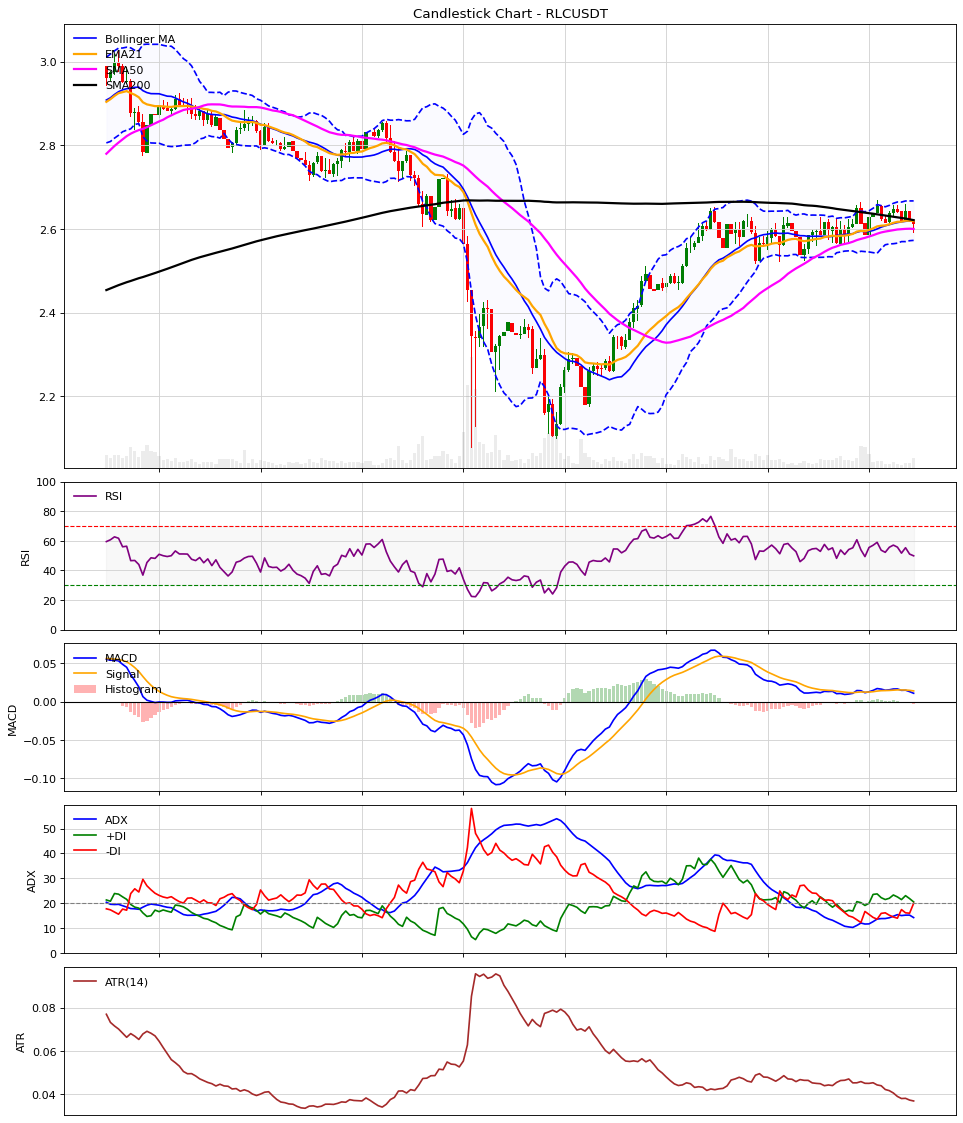 Candlestick Chart - RLCUSDT
Bollinger MA
EMA21
SMA50
SMA200
3.0
2.8
2.6
2.4
2.2
RSI
100
80
60
40
20
0
RSI
MACD
Signal
Histogram
0.05
0.00
−0.05
−0.10
MACD
ADX
+DI
-DI
50
40
30
20
10
0
ADX
ATR(14)
0.08
0.06
0.04
ATR